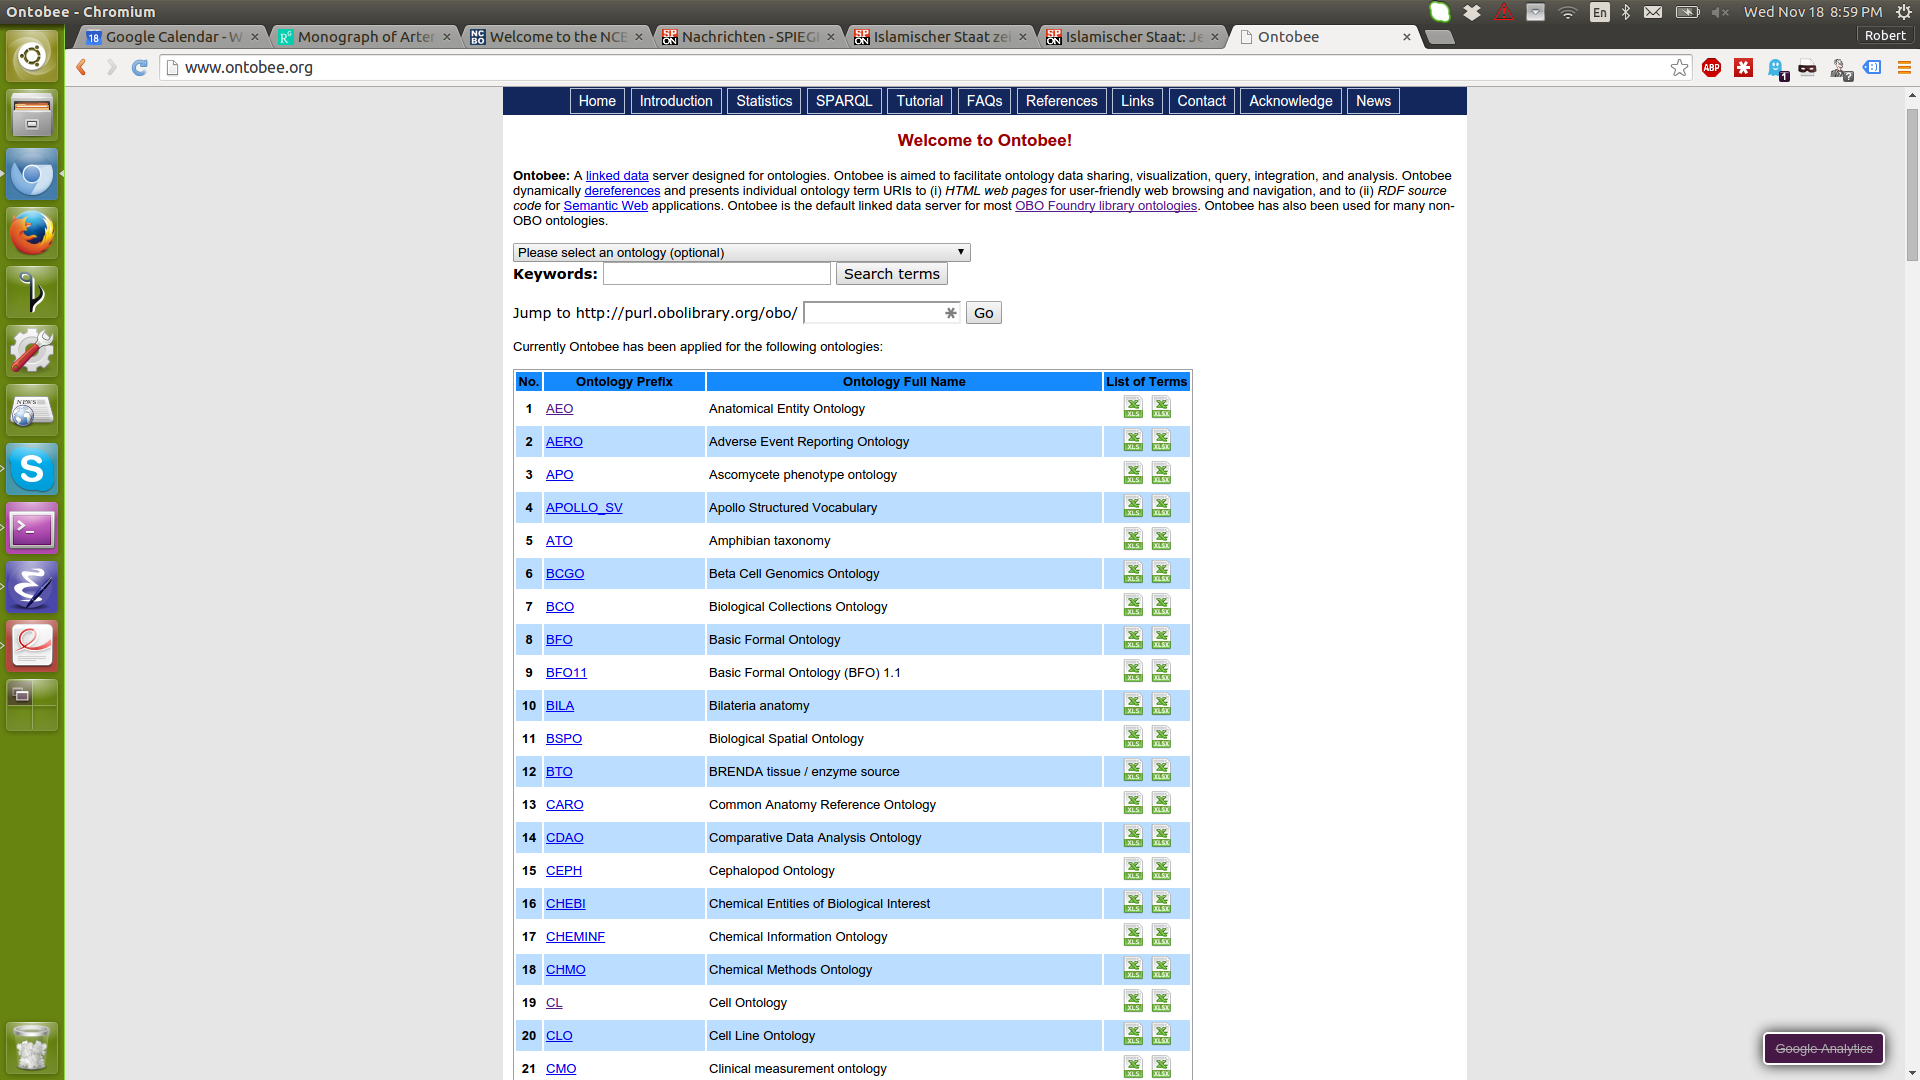 Ontobee - Chromium
En
Wed Nov 18 8:59 PM
Google Calendar - W
Monograph of Arter
Welcome to the NCB
Nachrichten - SPIEG
Islamischer Staat ze
Islamischer Staat: Je
Ontobee
Robert
www.ontobee.org
ABP
1
?
Home
Introduction
Statistics
SPARQL
Tutorial
FAQs
References
Links
Contact
Acknowledge
News
Welcome to Ontobee!
Ontobee: A linked data server designed for ontologies. Ontobee is aimed to facilitate ontology data sharing, visualization, query, integration, and analysis. Ontobee
dynamically dereferences and presents individual ontology term URIs to (i) HTML web pages for user-friendly web browsing and navigation, and to (ii) RDF source
code for Semantic Web applications. Ontobee is the default linked data server for most OBO Foundry library ontologies. Ontobee has also been used for many non-
OBO ontologies.
Please select an ontology (optional)
Keywords:
Search terms
Jump to http://purl.obolibrary.org/obo/
Go
Currently Ontobee has been applied for the following ontologies:
No. Ontology Prefix Ontology Full Name List of Terms
1 AEO Anatomical Entity Ontology XLS XLSX
2 AERO Adverse Event Reporting Ontology XLS XLSX
3 APO Ascomycete phenotype ontology XLS XLSX
4 APOLLO_SV Apollo Structured Vocabulary XLS XLSX
5 ATO Amphibian taxonomy XLS XLSX
6 BCGO Beta Cell Genomics Ontology XLS XLSX
7 BCO Biological Collections Ontology XLS XLSX
8 BFO Basic Formal Ontology XLS XLSX
9 BFO11 Basic Formal Ontology (BFO) 1.1 XLS XLSX
10 BILA Bilateria anatomy XLS XLSX
11 BSPO Biological Spatial Ontology XLS XLSX
12 BTO BRENDA tissue / enzyme source XLS XLSX
13 CARO Common Anatomy Reference Ontology XLS XLSX
14 CDAO Comparative Data Analysis Ontology XLS XLSX
15 CEPH Cephalopod Ontology XLS XLSX
16 CHEBI Chemical Entities of Biological Interest XLS XLSX
17 CHEMINF Chemical Information Ontology XLS XLSX
18 CHMO Chemical Methods Ontology XLS XLSX
19 CL Cell Ontology XLS XLSX
20 CLO Cell Line Ontology XLS XLSX
21 CMO Clinical measurement ontology XLS XLSX
Google Analytics